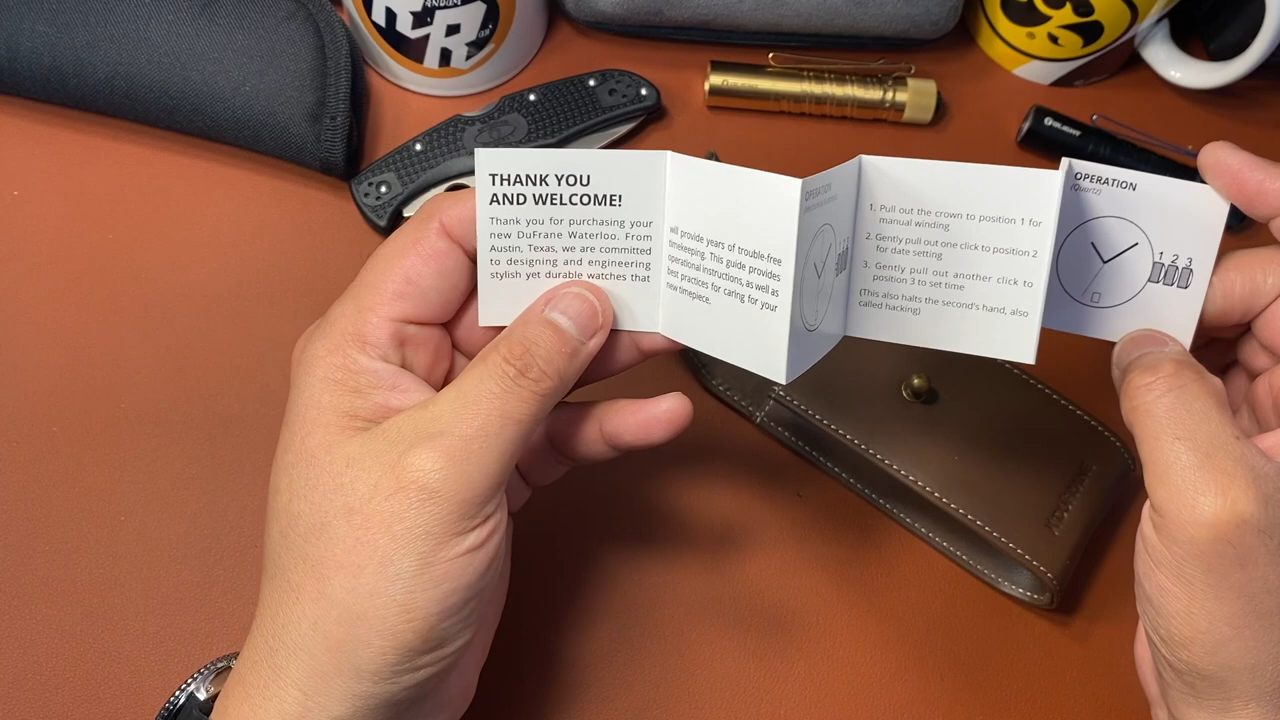 THANK YOU
AND WELCOME!
Thank you for purchasing your
new DuFrane Waterloo. From
Austin, Texas, we are committed
to designing and engineering
stylish yet durable watches that
will provide years of trouble-free
timekeeping. This guide provides
operational instructions, as well as
best practices for caring for your
new timepiece.
OPERATION
1. Pull out the crown to position 1 for
manual winding
2. Gently pull out one click to position 2
for date setting
3. Gently pull out another click to
position 3 to set time
(This also halts the second's hand, also
called hacking)
OPERATION
(Quartz)
1 2 3
OLIGHT
RR